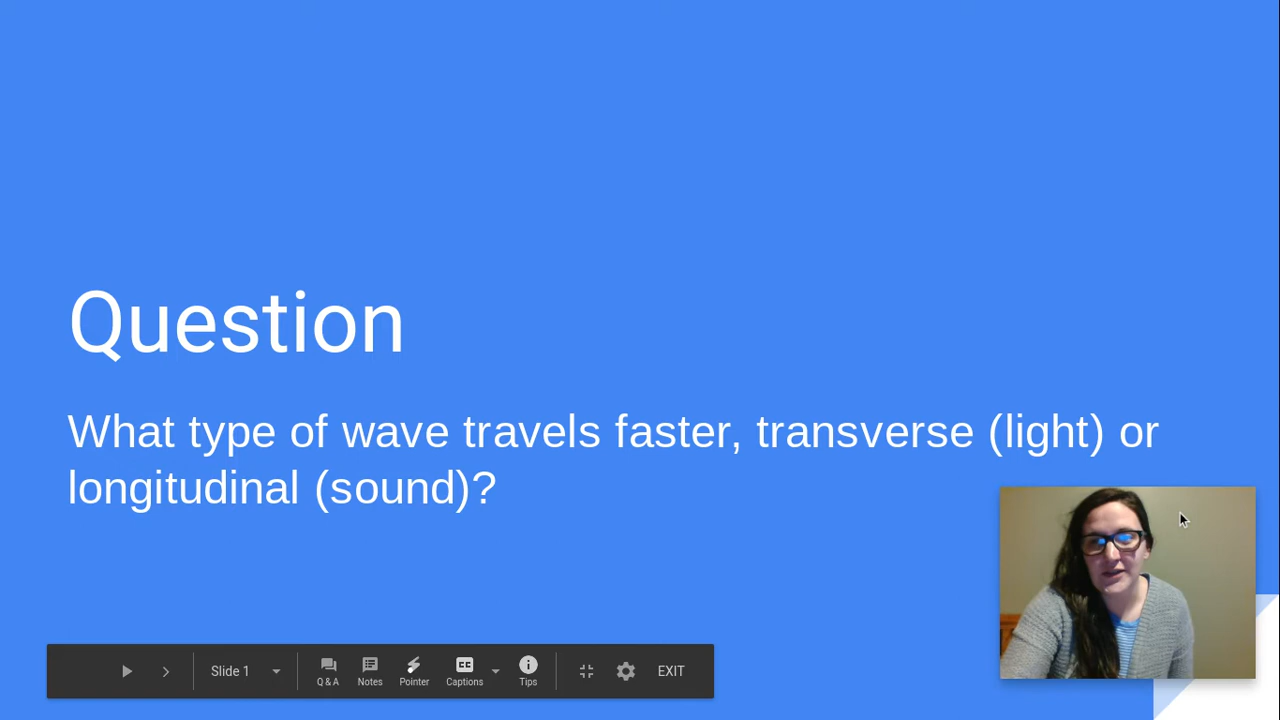 Question
What type of wave travels faster, transverse (light) or
longitudinal (sound)?
Slide 1
Q & A
Notes
Pointer
CC
Captions
Tips
EXIT